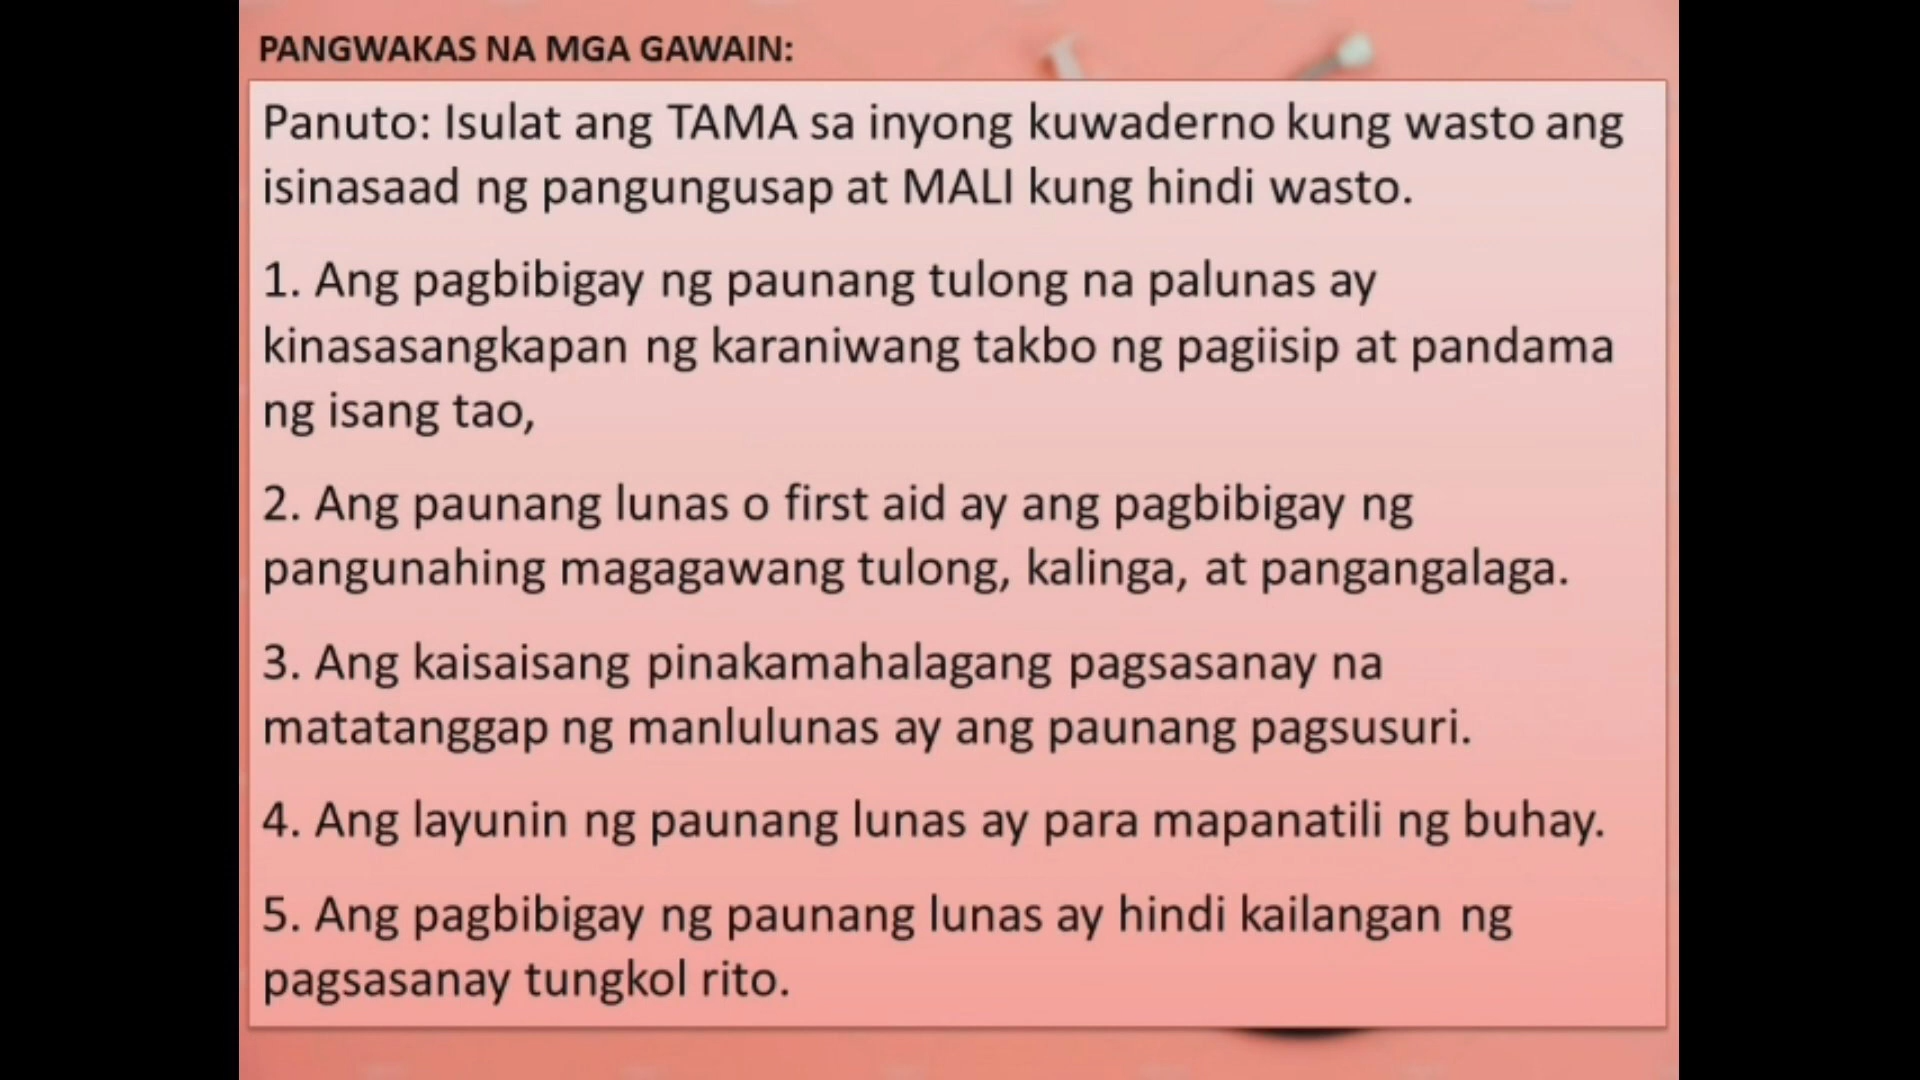 PANGWAKAS NA MGA GAWAIN:
Panuto: Isulat ang TAMA sa inyong kuwaderno kung wasto ang
isinasaad ng pangungusap at MALI kung hindi wasto.
1. Ang pagbibigay ng paunang tulong na palunas ay
kinasasangkapan ng karaniwang takbo ng pagiisip at pandama
ng isang tao,
2. Ang paunang lunas o first aid ay ang pagbibigay ng
pangunahing magagawang tulong, kalinga, at pangangalaga.
3. Ang kaisaisang pinakamahalagang pagsasanay na
matatanggap ng manlulunas ay ang paunang pagsusuri.
4. Ang layunin ng paunang lunas ay para mapanatili ng buhay.
5. Ang pagbibigay ng paunang lunas ay hindi kailangan ng
pagsasanay tungkol rito.